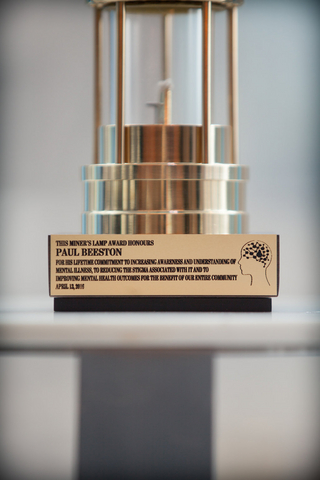 THIS MINER'S LAMP AWARD HONOURS
PAUL BEESTON
FOR HIS LIFETIME COMMITMENT TO INCREASING AWARENESS AND UNDERSTANDING OF
MENTAL ILLNESS, TO REDUCING THE STIGMA ASSOCIATED WITH IT AND TO
IMPROVING MENTAL HEALTH OUTCOMES FOR THE BENEFIT OF OUR ENTIRE COMMUNITY
APRIL 13,